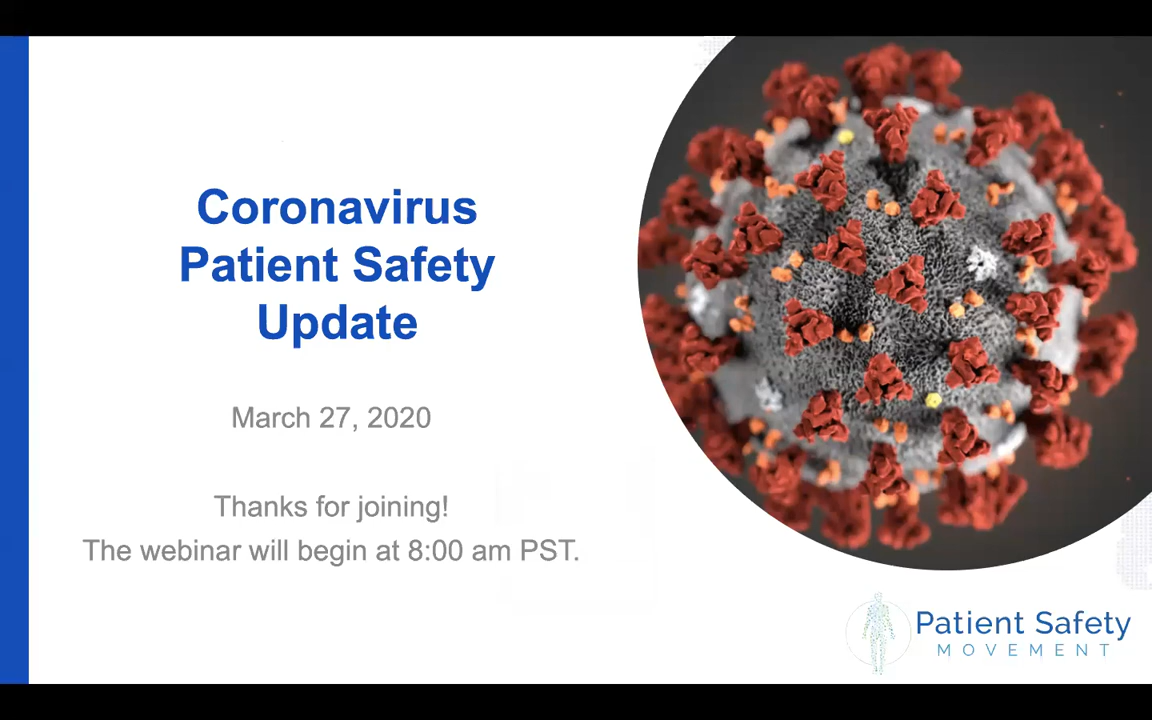 Coronavirus
Patient Safety
Update
March 27, 2020
Thanks for joining!
The webinar will begin at 8:00 am PST.
Patient Safety
MOVEMENT